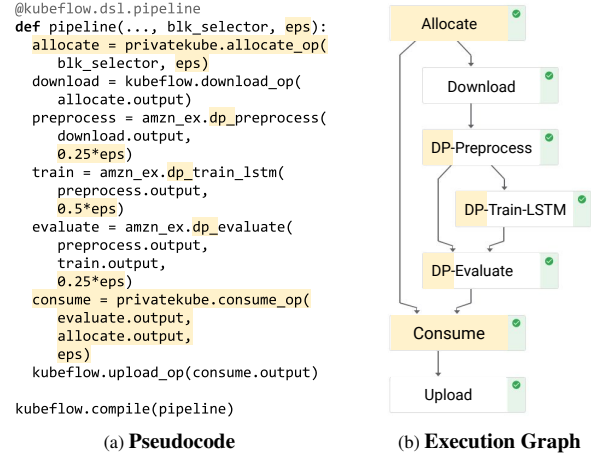 @kubeflow.dsl.pipeline
def pipeline(..., blk_selector, eps):
allocate = privatekube.allocate_op(
blk_selector, eps)
download = kubeflow.download_op(
allocate.output)
preprocess = amzn_ex.dp_preprocess(
download.output,
0.25*eps)
train = amzn_ex.dp_train_lstm(
preprocess.output,
0.5*eps)
evaluate = amzn_ex.dp_evaluate(
preprocess.output,
train.output,
0.25*eps)
consume = privatekube.consume_op(
evaluate.output,
allocate.output,
eps)
kubeflow.upload_op(consume.output)
kubeflow.compile(pipeline)
(a) Pseudocode
Allocate
Download
DP-Preprocess
DP-Train-LSTM
DP-Evaluate
Consume
Upload
(b) Execution Graph